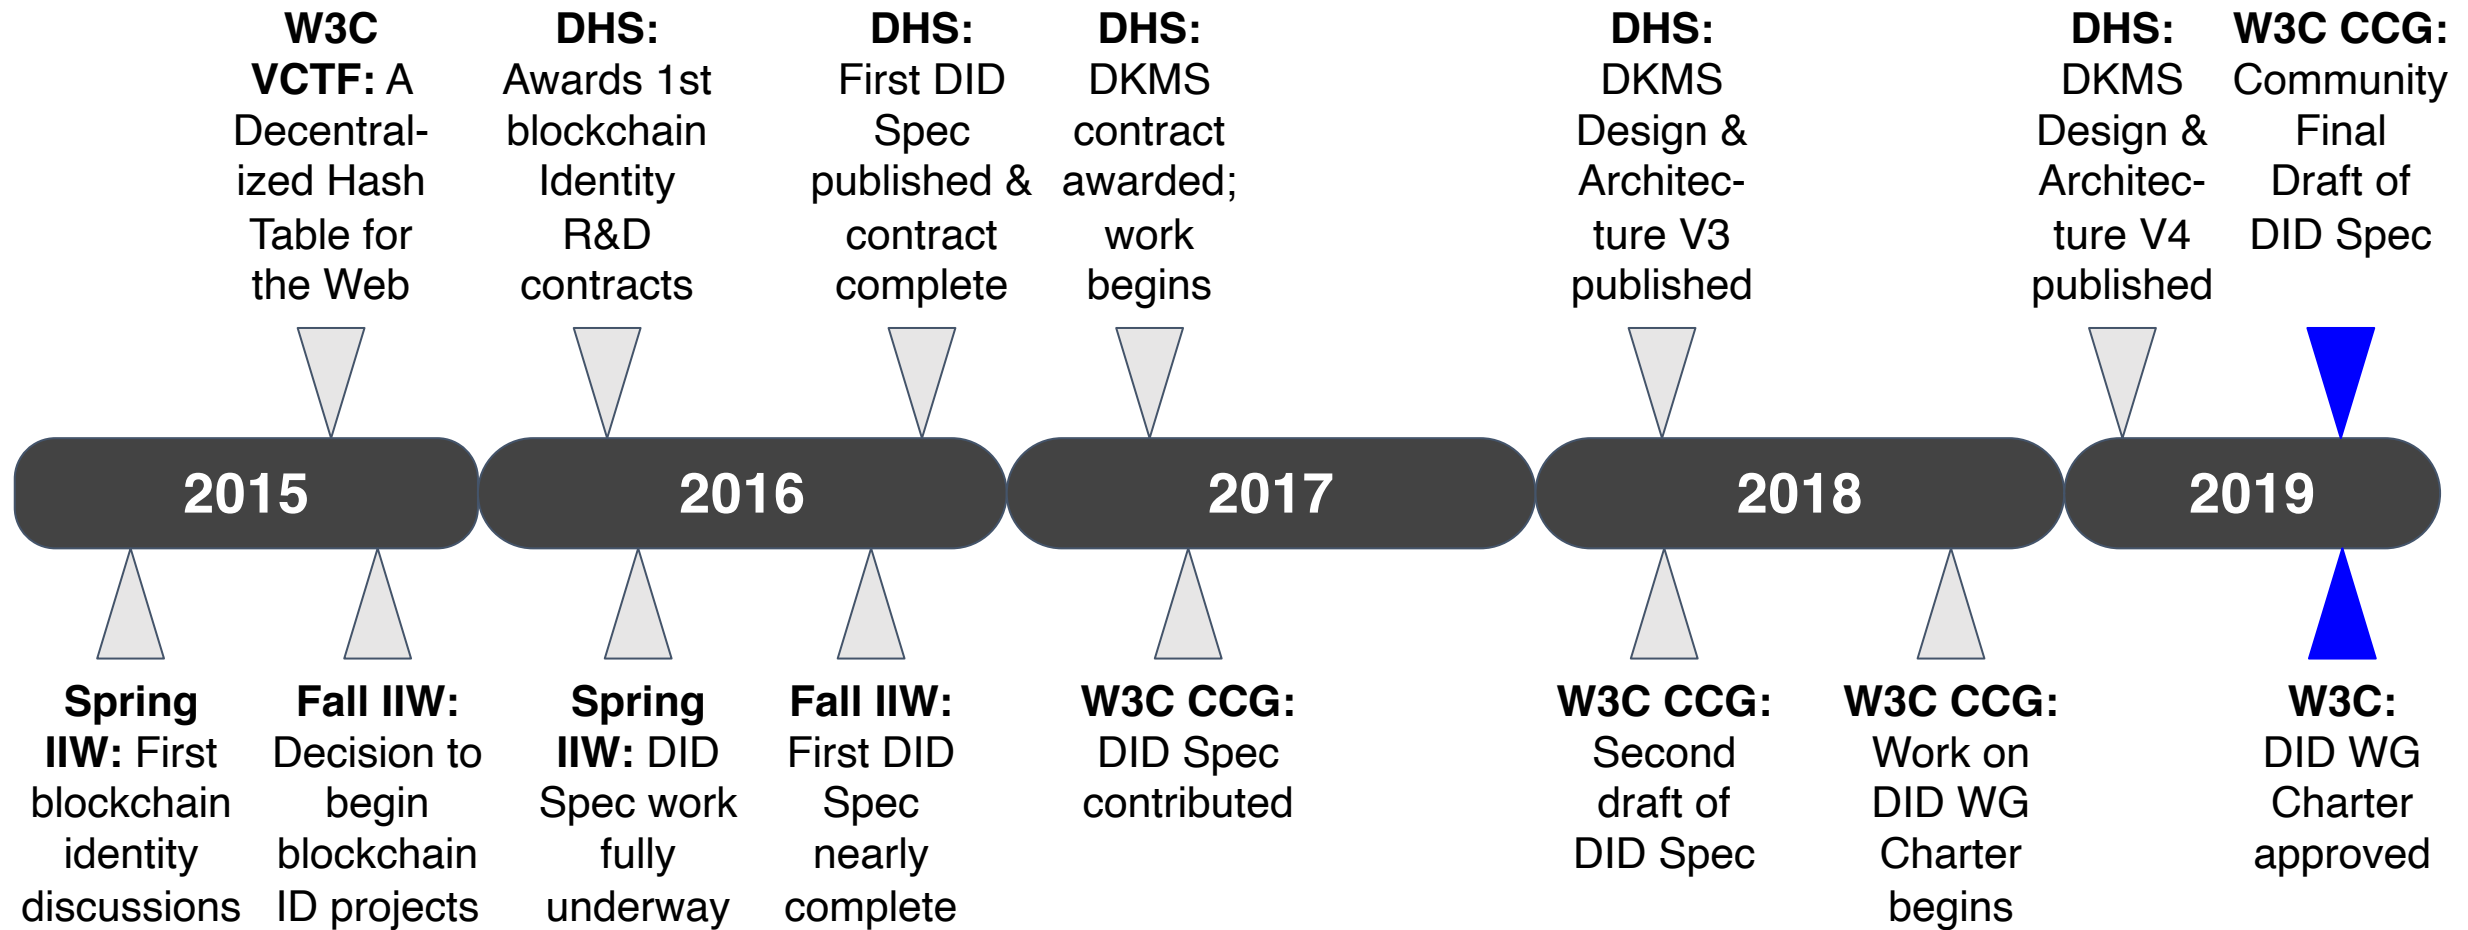 W3C
VCTF: A
Decentral-
ized Hash
Table for
the Web
DHS:
Awards 1st
blockchain
Identity
R&D
contracts
DHS:
First DID
Spec
published &
contract
complete
DHS:
DKMS
contract
awarded;
work
begins
DHS:
DKMS
Design &
Architec-
ture V3
published
DHS:
DKMS
Design &
Architec-
ture V4
published
W3C CCG:
Community
Final
Draft of
DID Spec
2015
2016
2017
2018
2019
Spring
IIW: First
blockchain
identity
discussions
Fall IIW:
Decision to
begin
blockchain
ID projects
Spring
IIW: DID
Spec work
fully
underway
Fall IIW:
First DID
Spec
nearly
complete
W3C CCG:
DID Spec
contributed
W3C CCG:
Second
draft of
DID Spec
W3C CCG:
Work on
DID WG
Charter
begins
W3C:
DID WG
Charter
approved